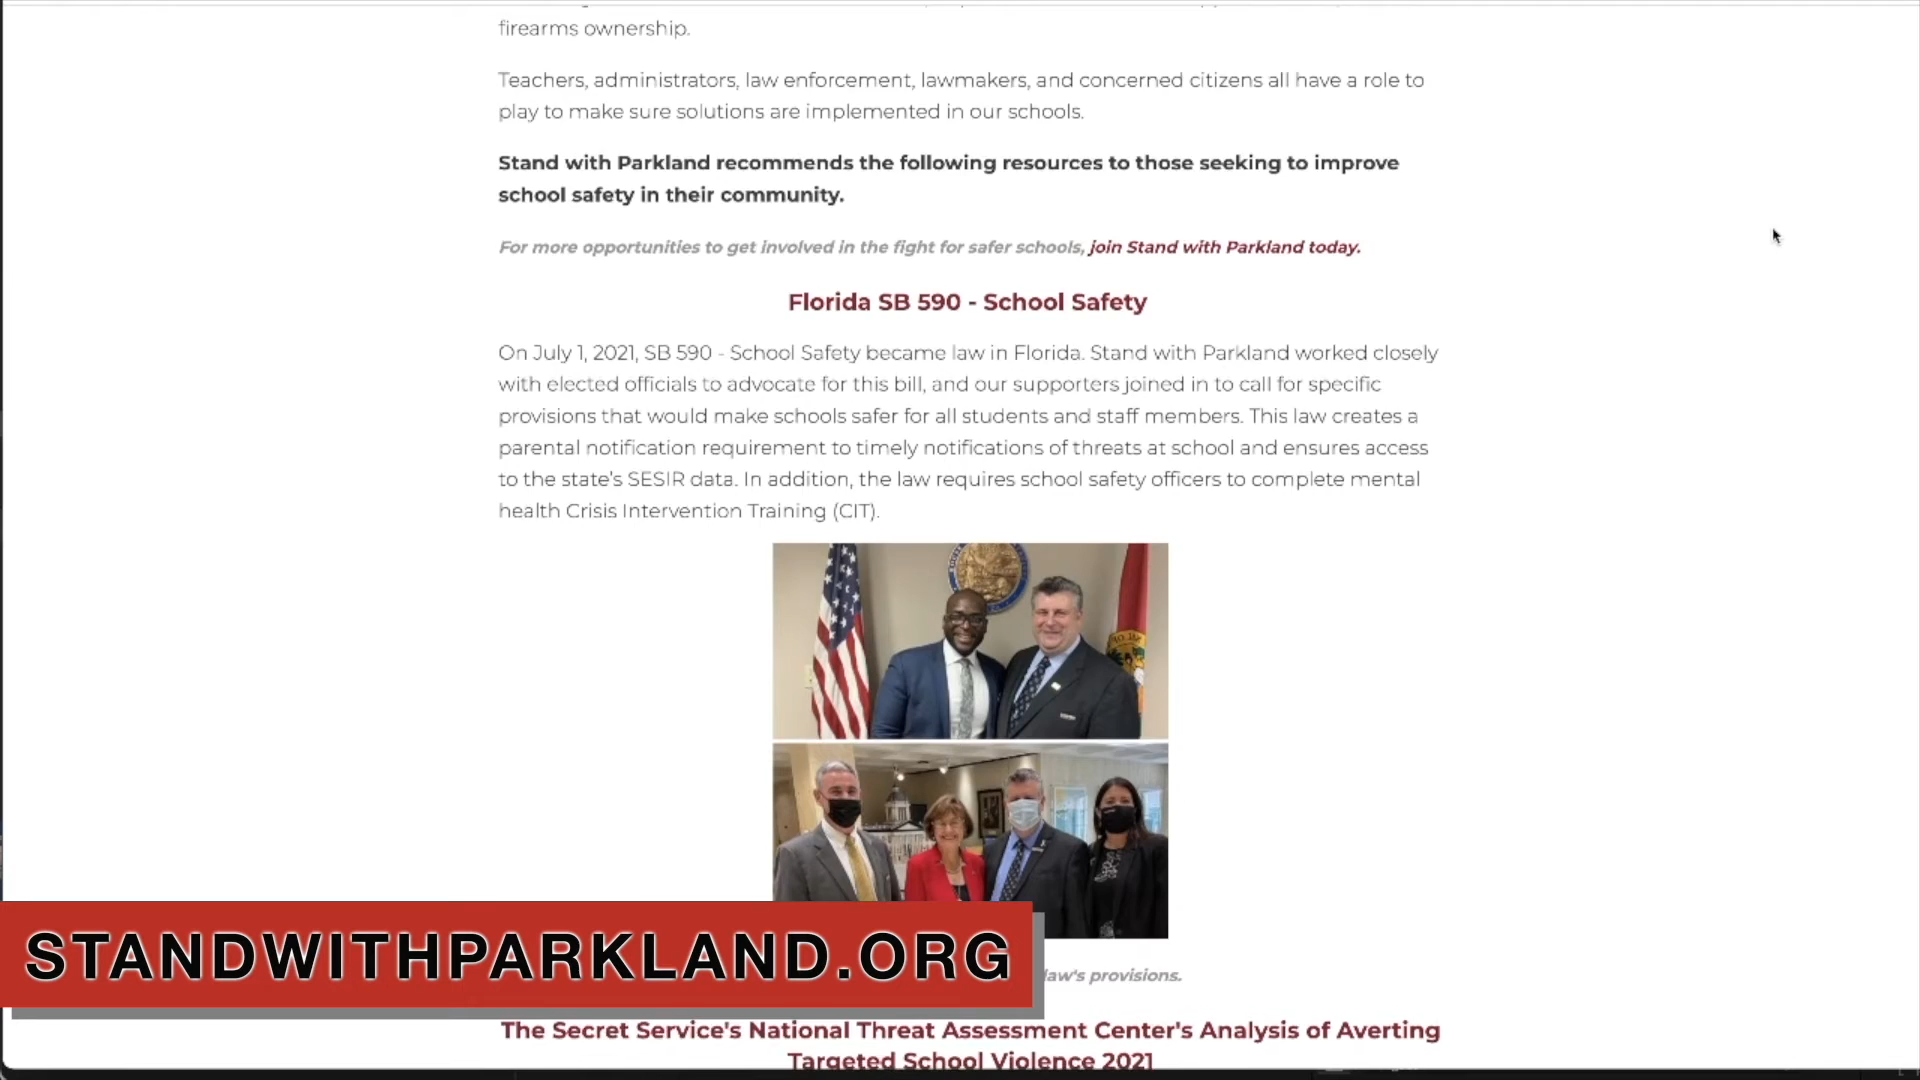 firearms ownership.
Teachers, administrators, law enforcement, lawmakers, and concerned citizens all have a role to
play to make sure solutions are implemented in our schools.
Stand with Parkland recommends the following resources to those seeking to improve
school safety in their community.
For more opportunities to get involved in the fight for safer schools, join Stand with Parkland today.
Florida SB 590 - School Safety
On July 1, 2021, SB 590 - School Safety became law in Florida. Stand with Parkland worked closely
with elected officials to advocate for this bill, and our supporters joined in to call for specific
provisions that would make schools safer for all students and staff members. This law creates a
parental notification requirement to timely notifications of threats at school and ensures access
to the state's SESIR data. In addition, the law requires school safety officers to complete mental
health Crisis Intervention Training (CIT).
STANDWITHPARKLAND.ORG
law's provisions.
The Secret Service's National Threat Assessment Center's Analysis of Averting
Targeted School Violence 2021